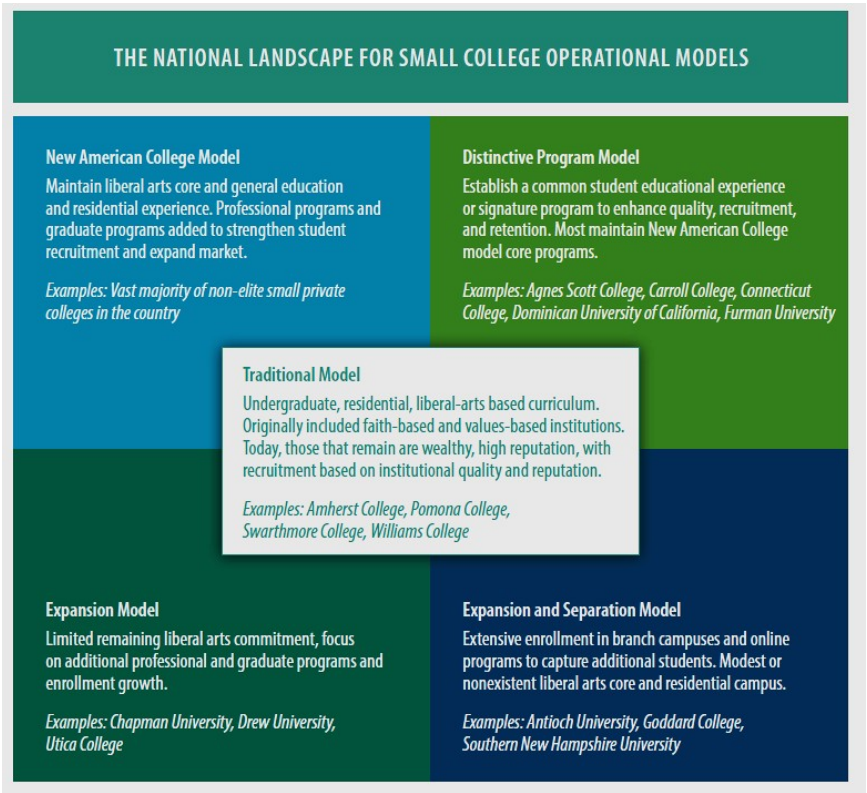 THE NATIONAL LANDSCAPE FOR SMALL COLLEGE OPERATIONAL MODELS
New American College Model
Maintain liberal arts core and general education
and residential experience. Professional programs and
graduate programs added to strengthen student
recruitment and expand market.
Examples: Vast majority of non-elite small private
colleges in the country
Distinctive Program Model
Establish a common student educational experience
or signature program to enhance quality, recruitment,
and retention. Most maintain New American College
model core programs.
Examples: Agnes Scott College, Carroll College, Connecticut
College, Dominican University of California, Furman University
Traditional Model
Undergraduate, residential, liberal-arts based curriculum.
Originally included faith-based and values-based institutions.
Today, those that remain are wealthy, high reputation, with
recruitment based on institutional quality and reputation.
Examples: Amherst College, Pomona College,
Swarthmore College, Williams College
Expansion Model
Limited remaining liberal arts commitment, focus
on additional professional and graduate programs and
enrollment growth.
Examples: Chapman University, Drew University,
Utica College
Expansion and Separation Model
Extensive enrollment in branch campuses and online
programs to capture additional students. Modest or
nonexistent liberal arts core and residential campus.
Examples: Antioch University, Goddard College,
Southern New Hampshire University